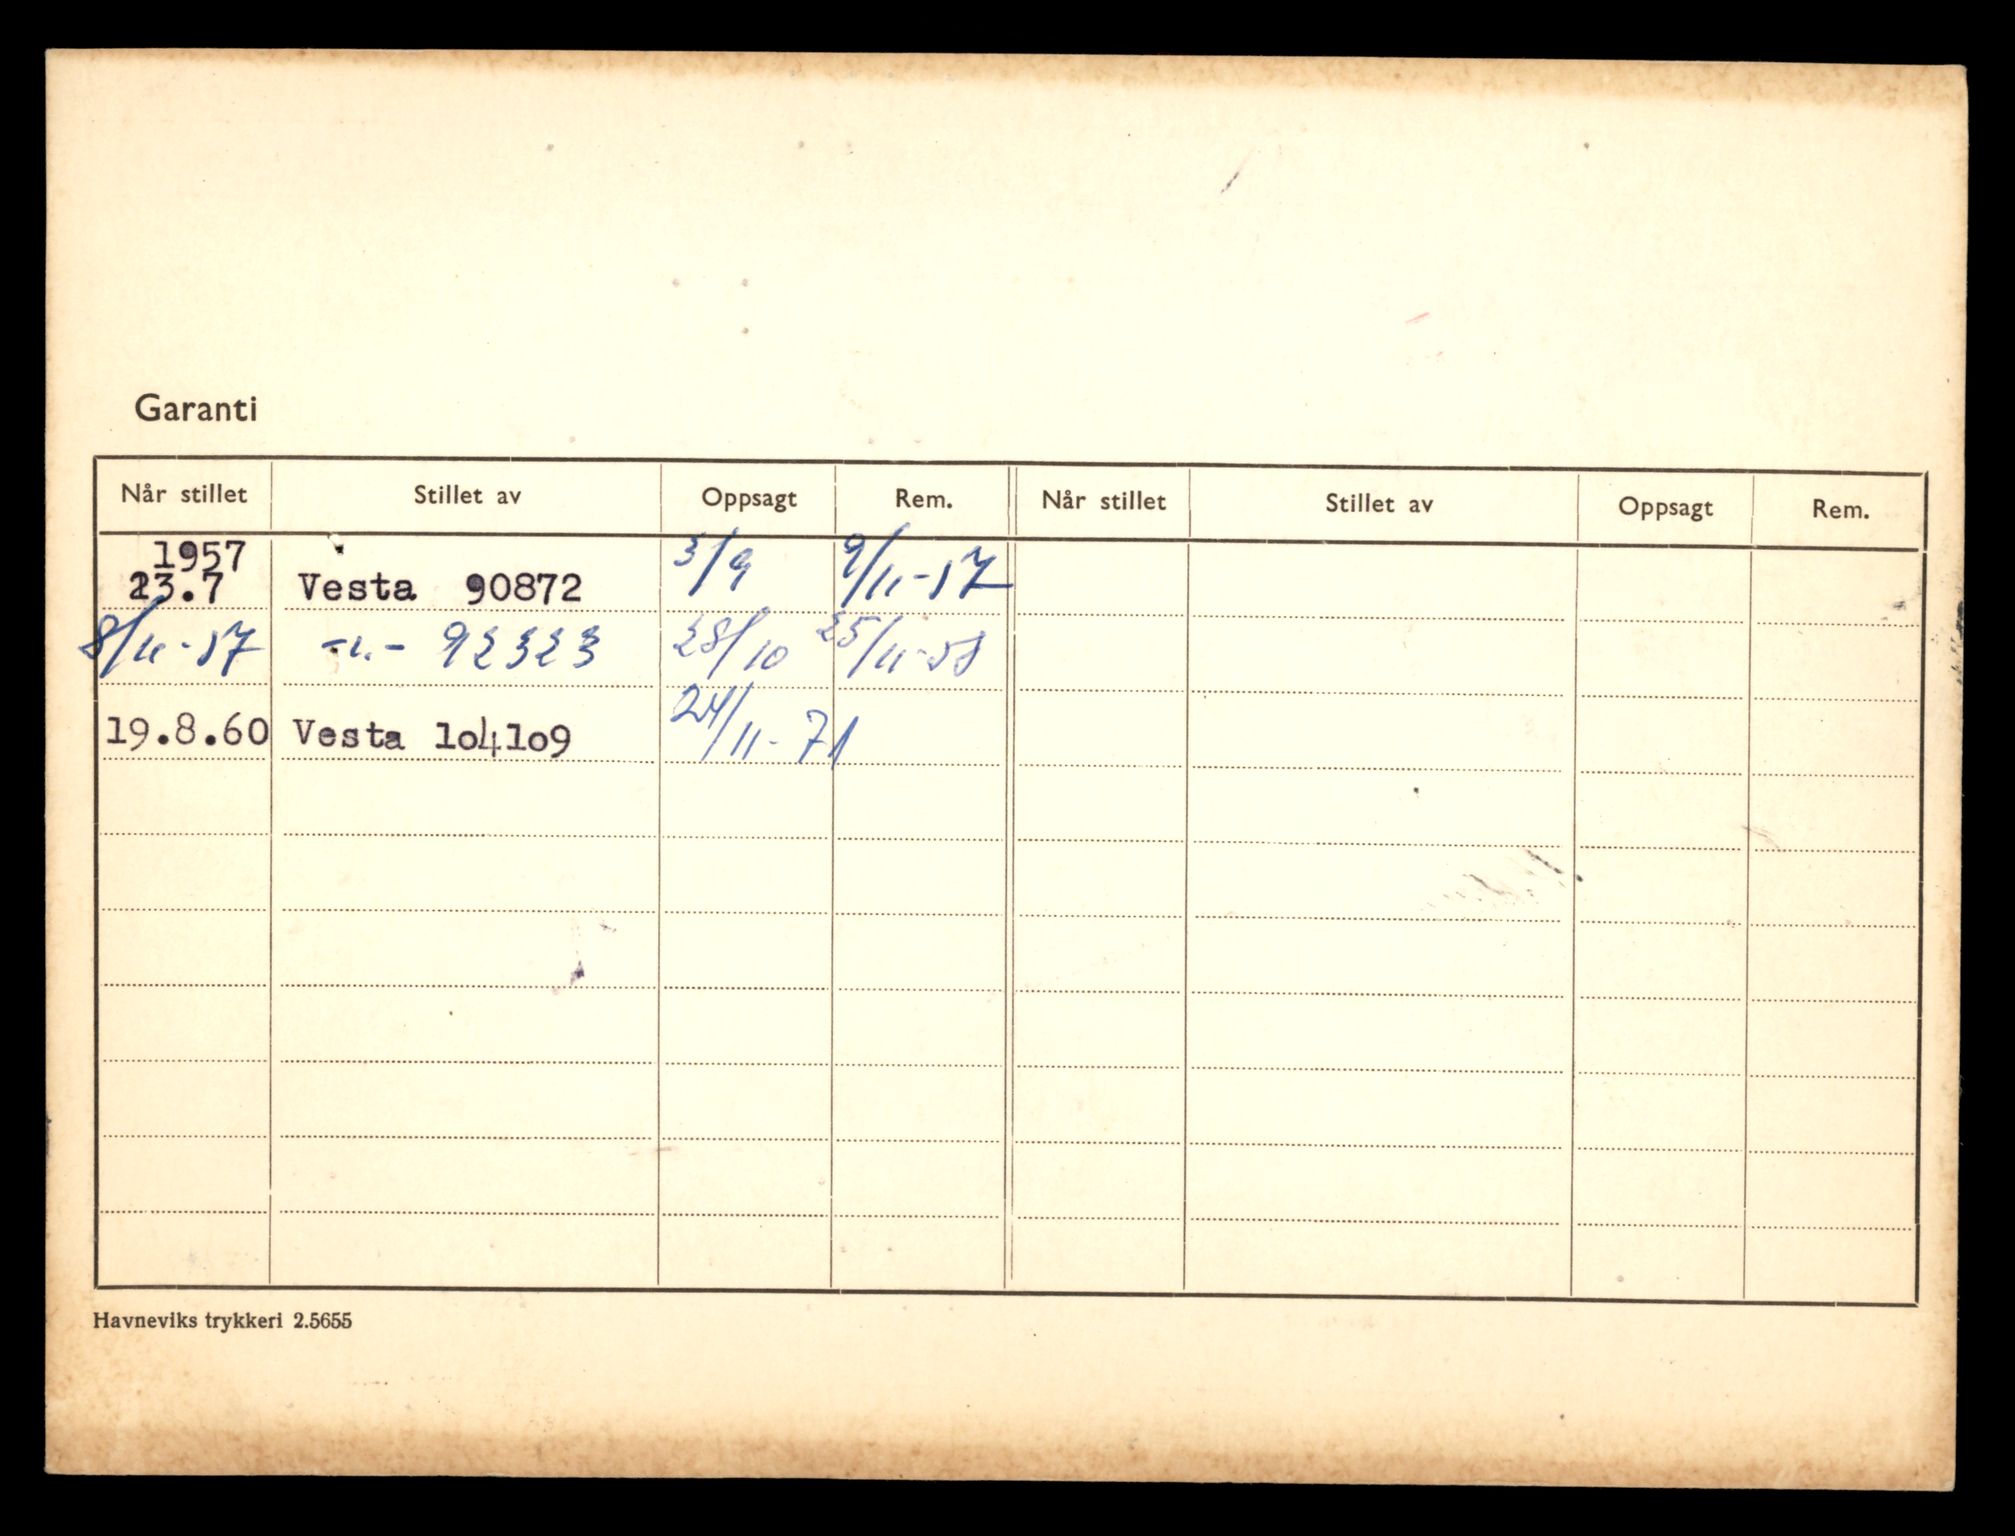 Garanti
Når stillet Stillet av Oppsagt Rem. Når stillet Stillet av Oppsagt Rem.
1957
23.7 Vesta 90872 3/9 9/11-57
8/11-57 -"- 92323 28/10 25/11-58
19.8.60 Vesta 104109 24/11-71
Havneviks trykkeri 2.5655